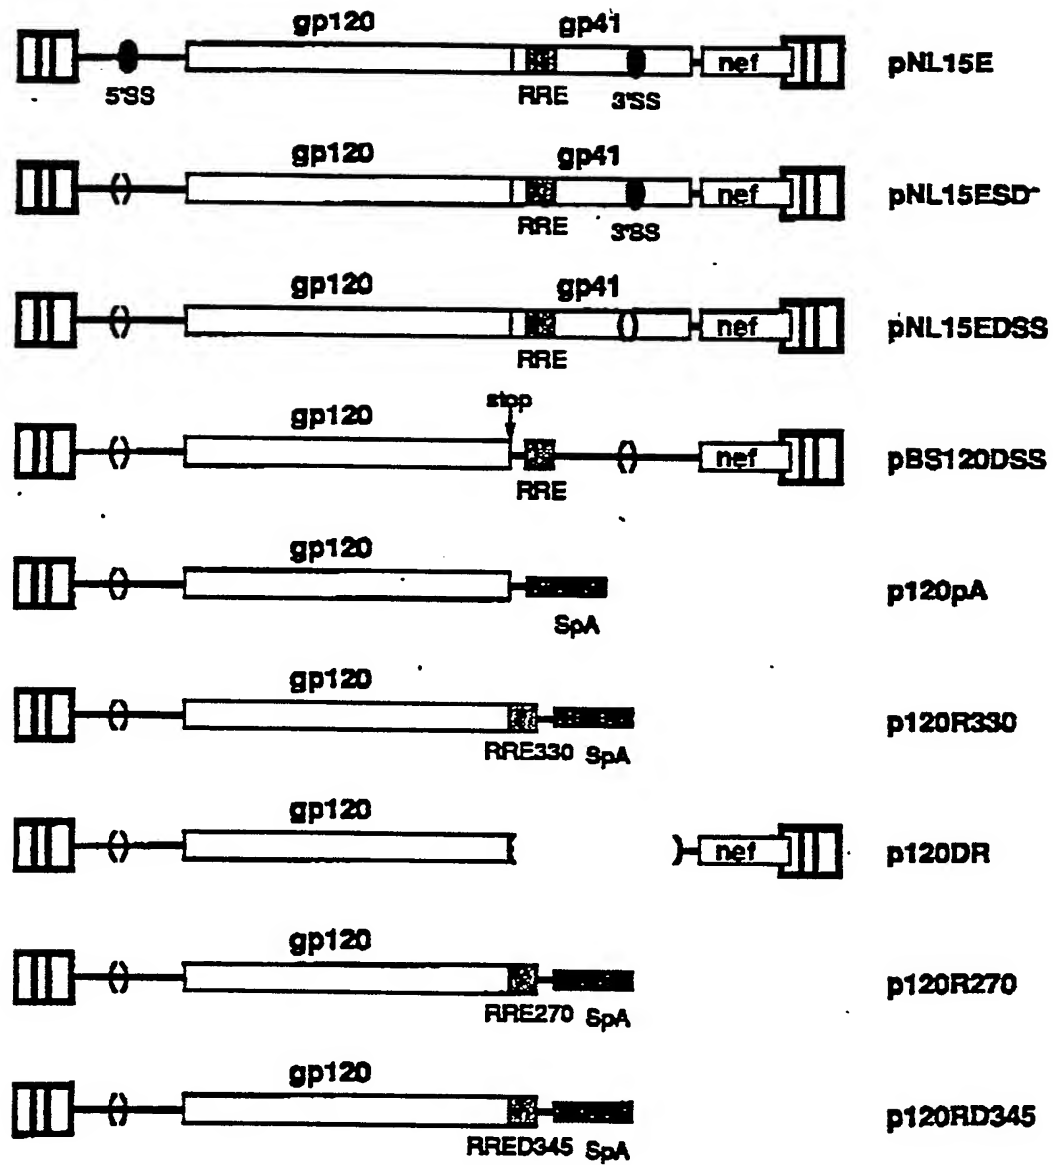 gp120 gp41
nef pNL15E
5'SS RRE 3'SS
gp120 gp41
nef pNL15ESD-
RRE 3'SS
gp120 gp41
nef pNL15EDSS
RRE
stop
gp120
nef pBS120DSS
RRE
gp120
p120pA
SpA
gp120
p120R330
RRE330 SpA
gp120
nef p120DR
gp120
p120R270
RRE270 SpA
gp120
p120RD345
RRED345 SpA